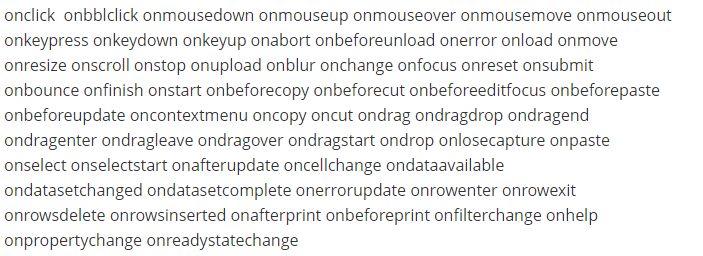 onclick onbblclick onmousedown onmouseup onmouseover onmousemove onmouseout
onkeypress onkeydown onkeyup onabort onbeforeunload onerror onload onmove
onresize onscroll onstop onupload onblur onchange onfocus onreset onsubmit
onbounce onfinish onstart onbeforecopy onbeforecut onbeforeeditfocus onbeforepaste
onbeforeupdate oncontextmenu oncopy oncut ondrag ondragdrop ondragend
ondragenter ondragleave ondragover ondragstart ondrop onlosecapture onpaste
onselect onselectstart onafterupdate oncellchange ondataavailable
ondatasetchanged ondatasetcomplete onerrorupdate onrowenter onrowexit
onrowsdelete onrowsinserted onafterprint onbeforeprint onfilterchange onhelp
onpropertychange onreadystatechange